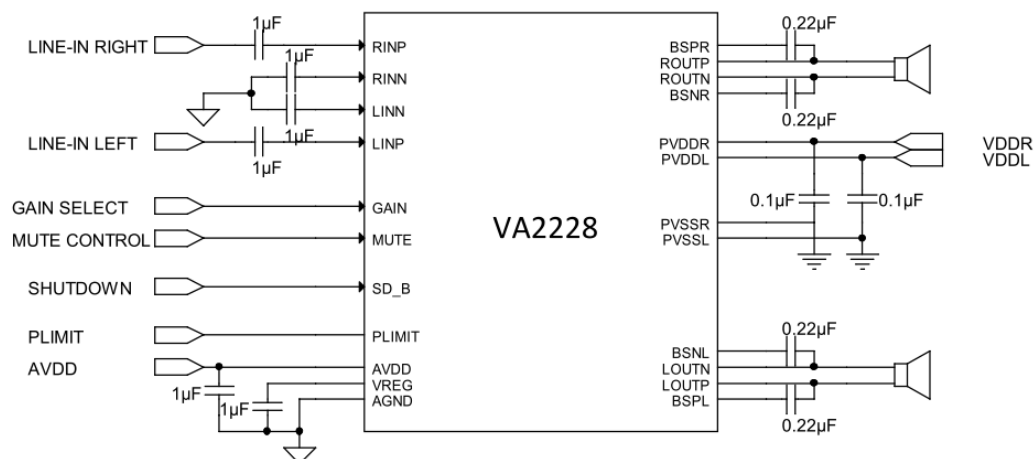 1µF
LINE-IN RIGHT
RINP
1µF
RINN
LINN
1µF
LINE-IN LEFT
LINP
1µF
GAIN SELECT
GAIN
MUTE CONTROL
MUTE
SHUTDOWN
SD_B
PLIMIT
PLIMIT
AVDD
AVDD
1µF
VREG
1µF
AGND
VA2228
0.22µF
BSPR
ROUTP
ROUTN
BSNR
0.22µF
PVDDR
VDDR
PVDDL
VDDL
0.1µF
0.1µF
PVSSR
PVSSL
0.22µF
BSNL
LOUTN
LOUTP
BSPL
0.22µF